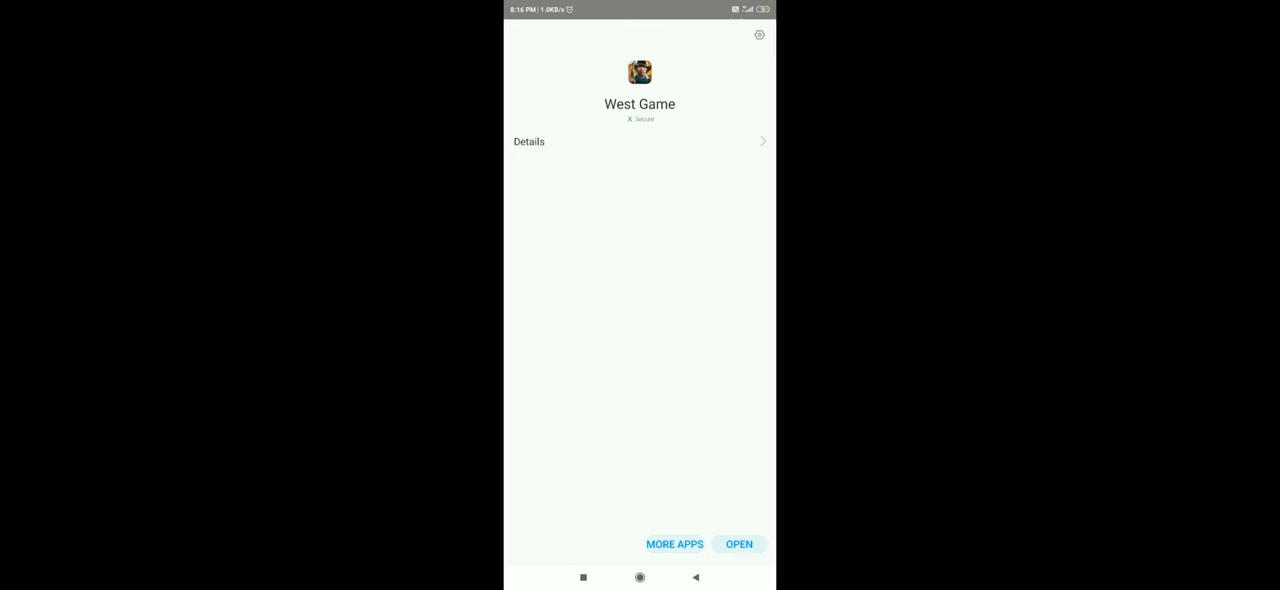 8:16 PM | 1.0KB/s
West Game
Secure
Details
MORE APPS
OPEN